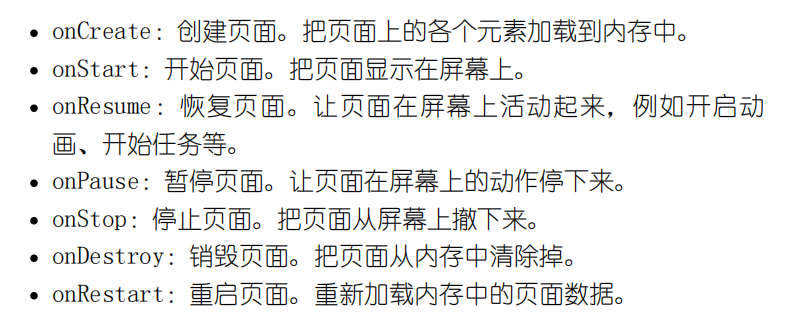 • onCreate: 创建页面。把页面上的各个元素加载到内存中。
• onStart: 开始页面。把页面显示在屏幕上。
• onResume: 恢复页面。让页面在屏幕上活动起来，例如开启动
画、开始任务等。
• onPause: 暂停页面。让页面在屏幕上的动作停下来。
• onStop: 停止页面。把页面从屏幕上撤下来。
• onDestroy: 销毁页面。把页面从内存中清除掉。
• onRestart: 重启页面。重新加载内存中的页面数据。